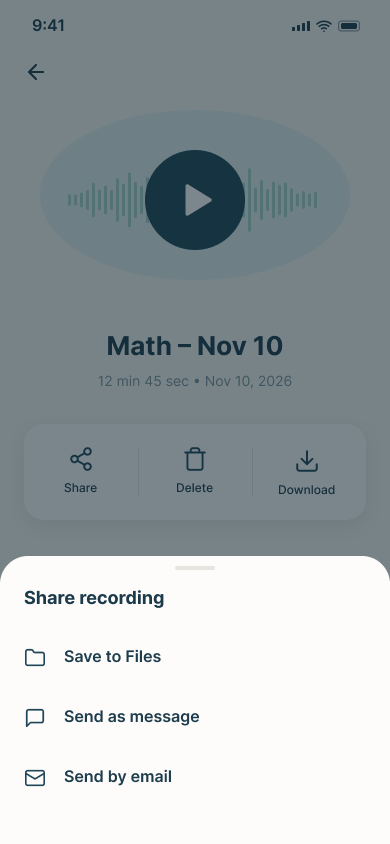 9:41
Math – Nov 10
12 min 45 sec • Nov 10, 2026
Share
Delete
Download
Share recording
Save to Files
Send as message
Send by email